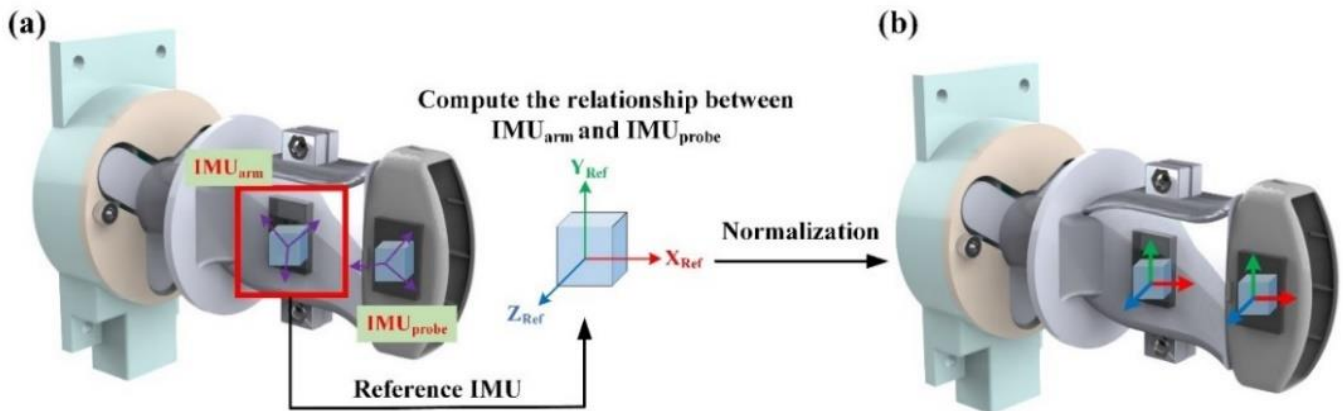 (a)
(b)
Compute the relationship between
IMUarm and IMUprobe
IMUarm
YRef
Normalization
XRef
ZRef
IMUprobe
Reference IMU